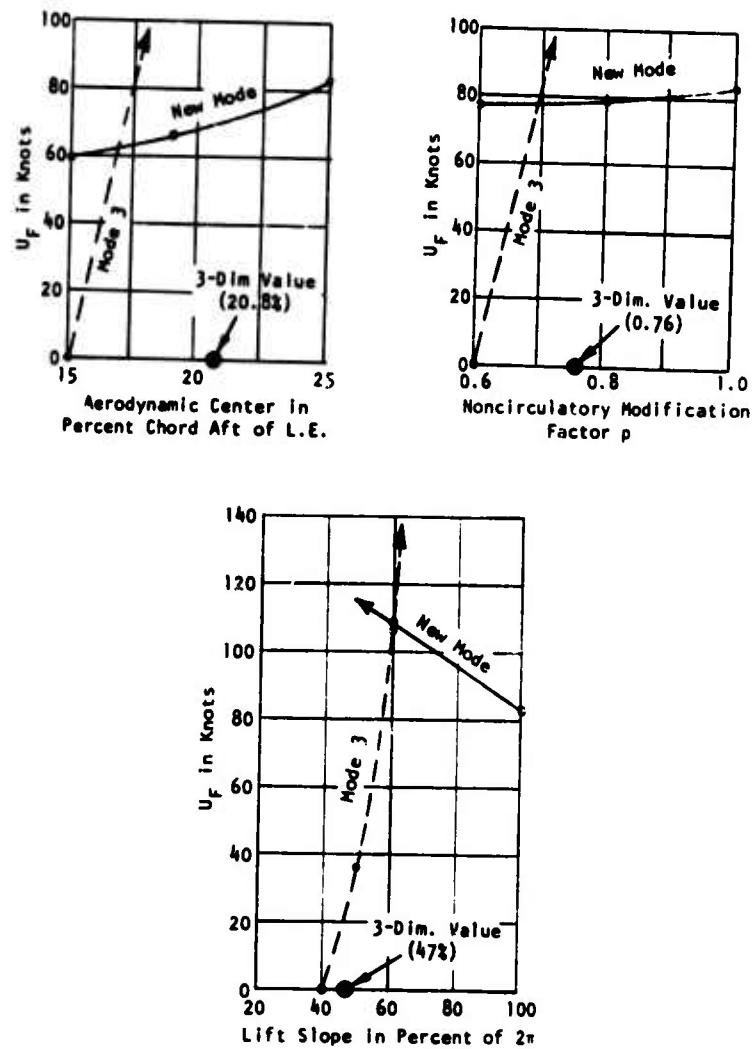 100
80
60
40
20
0
U_F in Knots
New Mode
Mode 3
3-Dim Value
(20.8%)
15
20
25
Aerodynamic Center in
Percent Chord Aft of L.E.
100
80
60
40
20
0
U_F in Knots
New Mode
Mode 3
3-Dim. Value
(0.76)
0.6
0.8
1.0
Noncirculatory Modification
Factor p
140
120
100
80
60
40
20
0
U_F in Knots
New Mode
Mode 3
3-Dim. Value
(47%)
20
40
60
80
100
Lift Slope in Percent of 2π